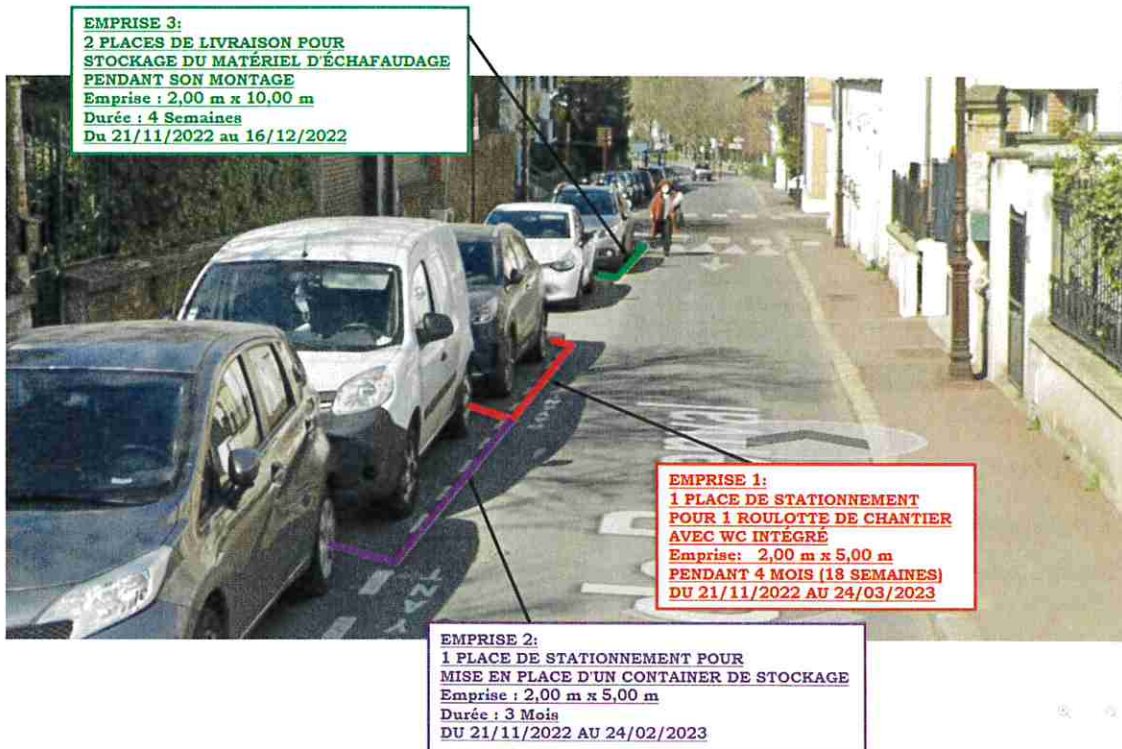 EMPRISE 3:
2 PLACES DE LIVRAISON POUR
STOCKAGE DU MATÉRIEL D'ÉCHAFAUDAGE
PENDANT SON MONTAGE
Emprise : 2,00 m x 10,00 m
Durée : 4 Semaines
Du 21/11/2022 au 16/12/2022
EMPRISE 1:
1 PLACE DE STATIONNEMENT
POUR 1 ROULOTTE DE CHANTIER
AVEC WC INTÉGRÉ
Emprise: 2,00 m x 5,00 m
PENDANT 4 MOIS (18 SEMAINES)
DU 21/11/2022 AU 24/03/2023
EMPRISE 2:
1 PLACE DE STATIONNEMENT POUR
MISE EN PLACE D'UN CONTAINER DE STOCKAGE
Emprise : 2,00 m x 5,00 m
Durée : 3 Mois
DU 21/11/2022 AU 24/02/2023
PAYANT